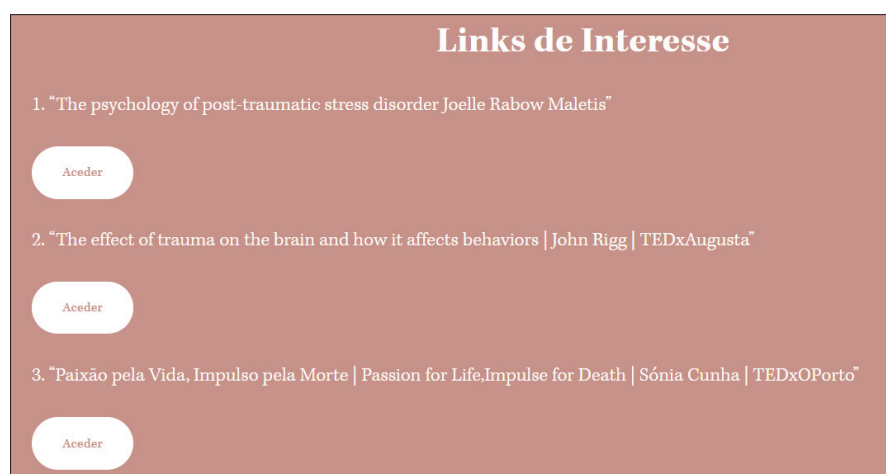 Links de Interesse
1. “The psychology of post-traumatic stress disorder Joelle Rabow Maletis”
Aceder
2. “The effect of trauma on the brain and how it affects behaviors | John Rigg | TEDxAugusta”
Aceder
3. “Paixão pela Vida, Impulso pela Morte | Passion for Life,Impulse for Death | Sónia Cunha | TEDxOPorto”
Aceder